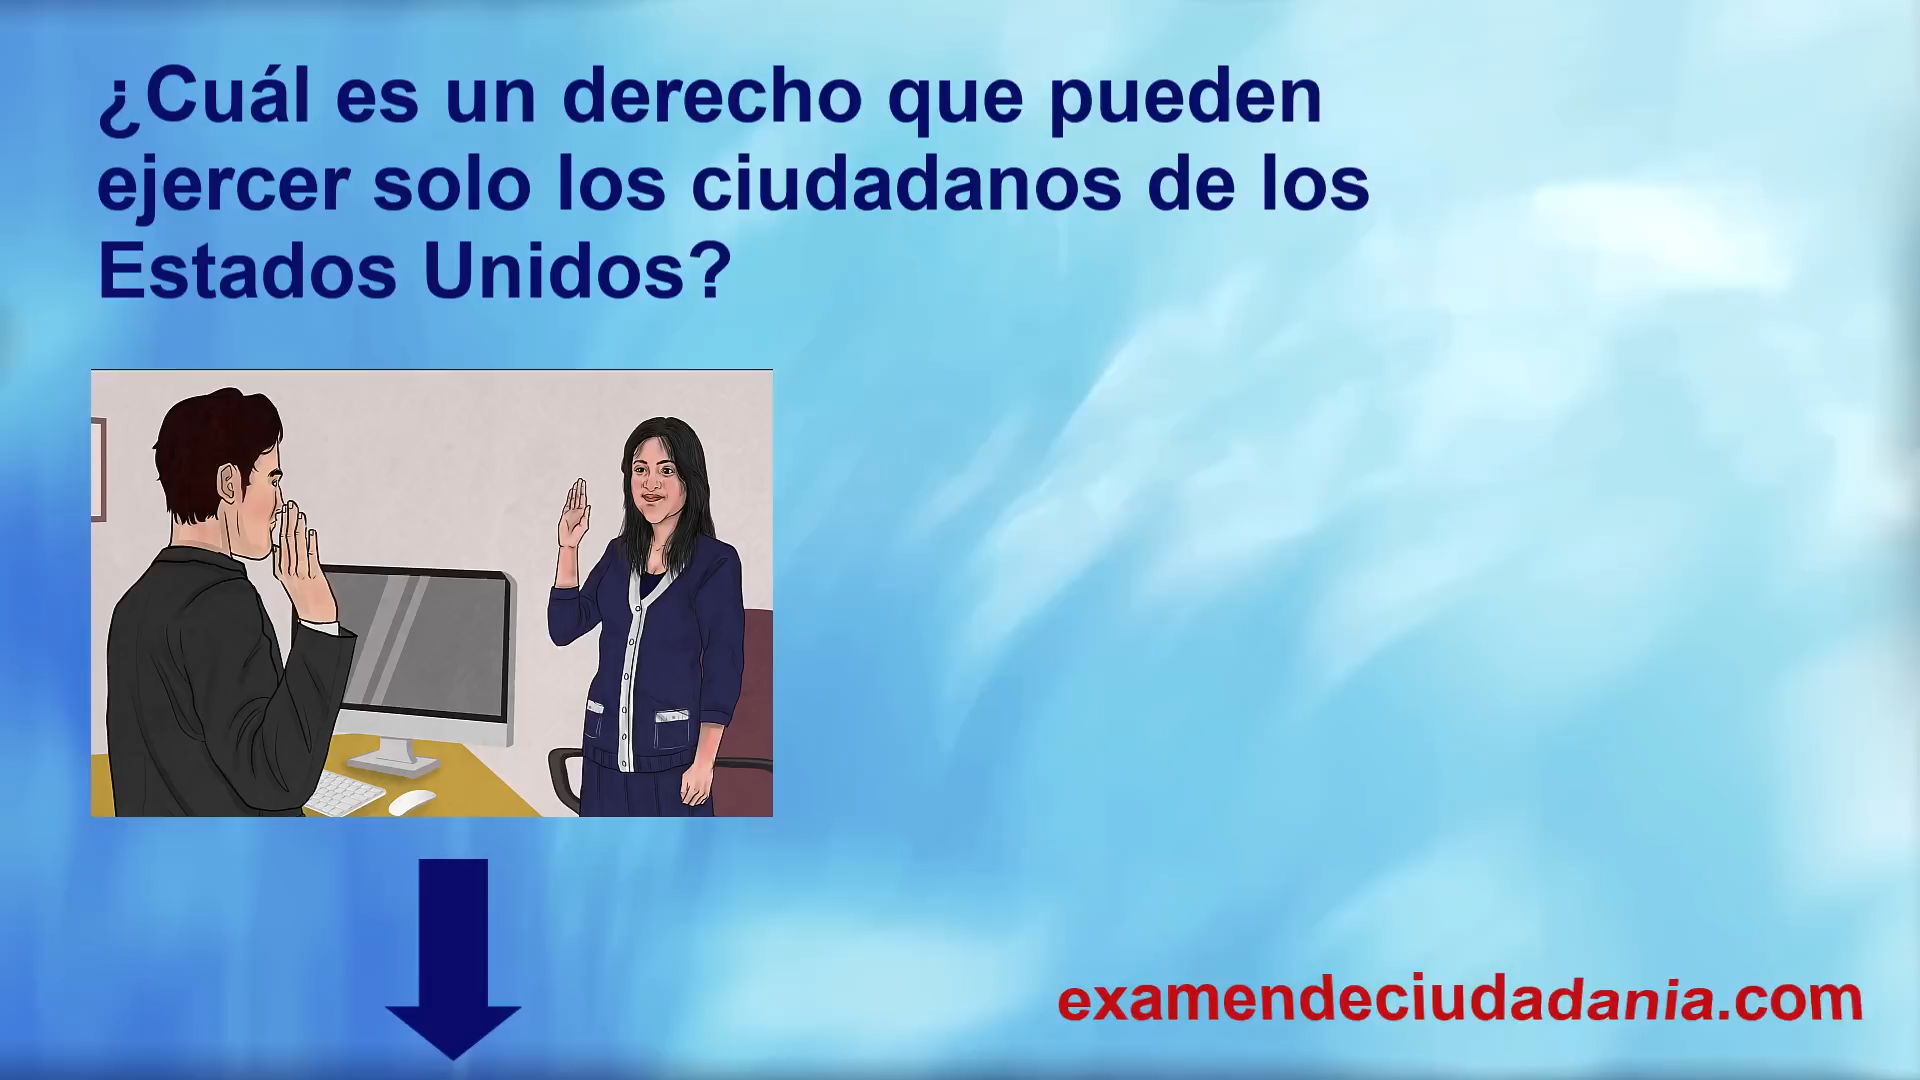 ¿Cuál es un derecho que pueden
ejercer solo los ciudadanos de los
Estados Unidos?
examendeciudadania.com